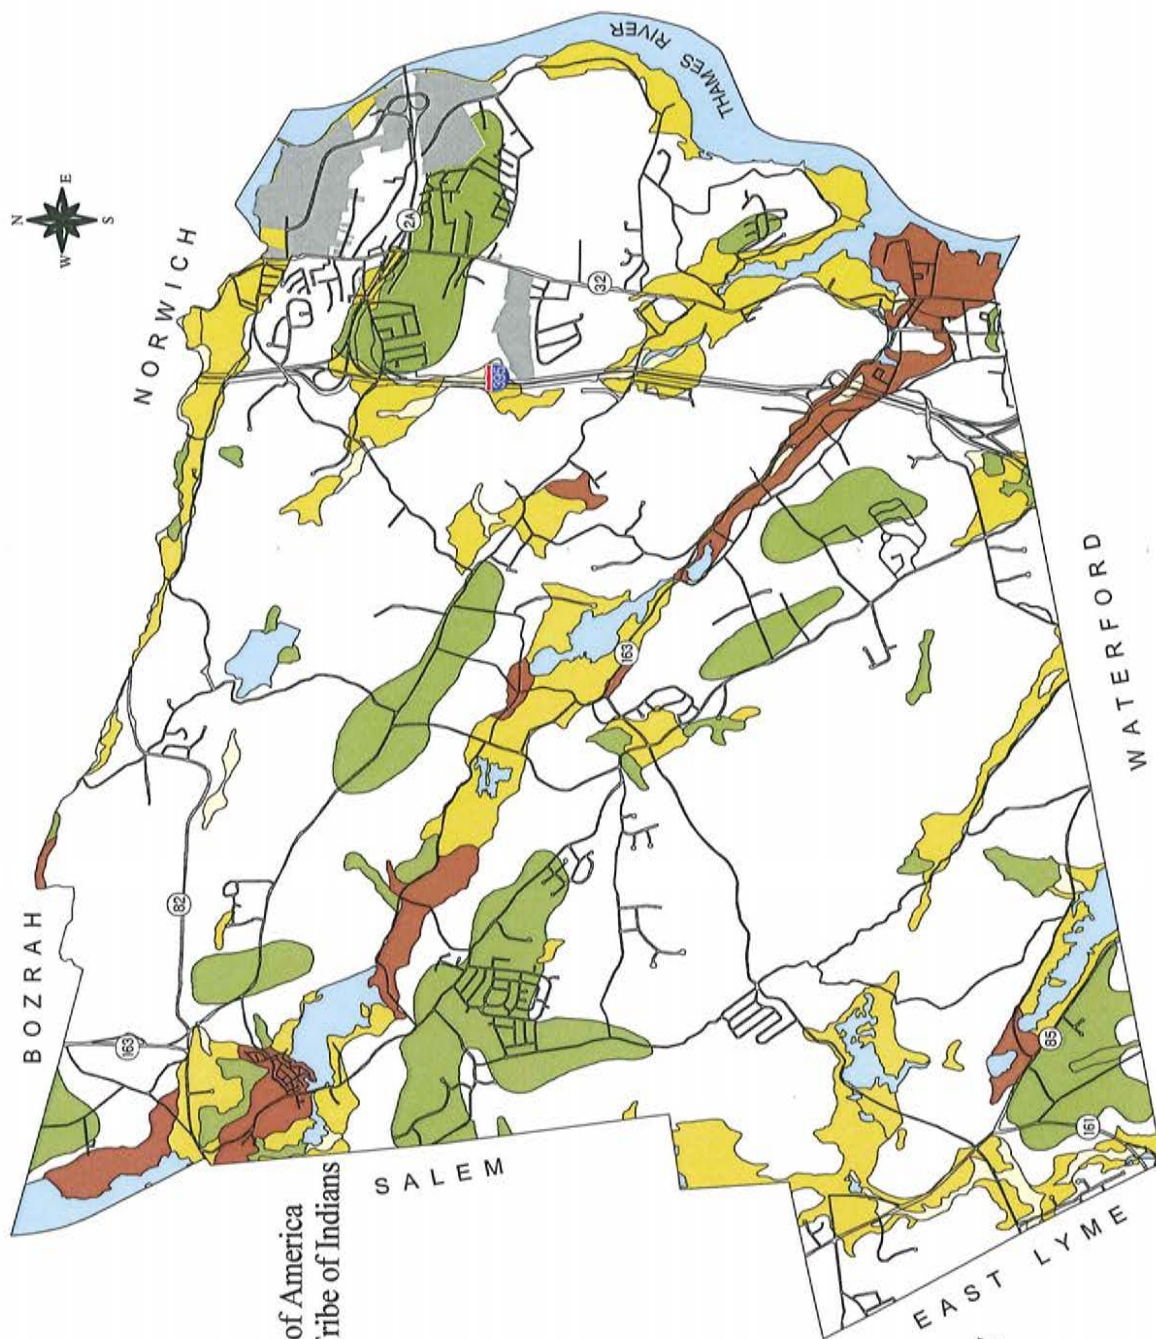 N
E
S
W
THAMES
RIVER
NORWICH
2A
32
395
BOZRAH
82
163
163
WATERFORD
of America
Tribe of Indians
SALEM
85
161
EAST LYME